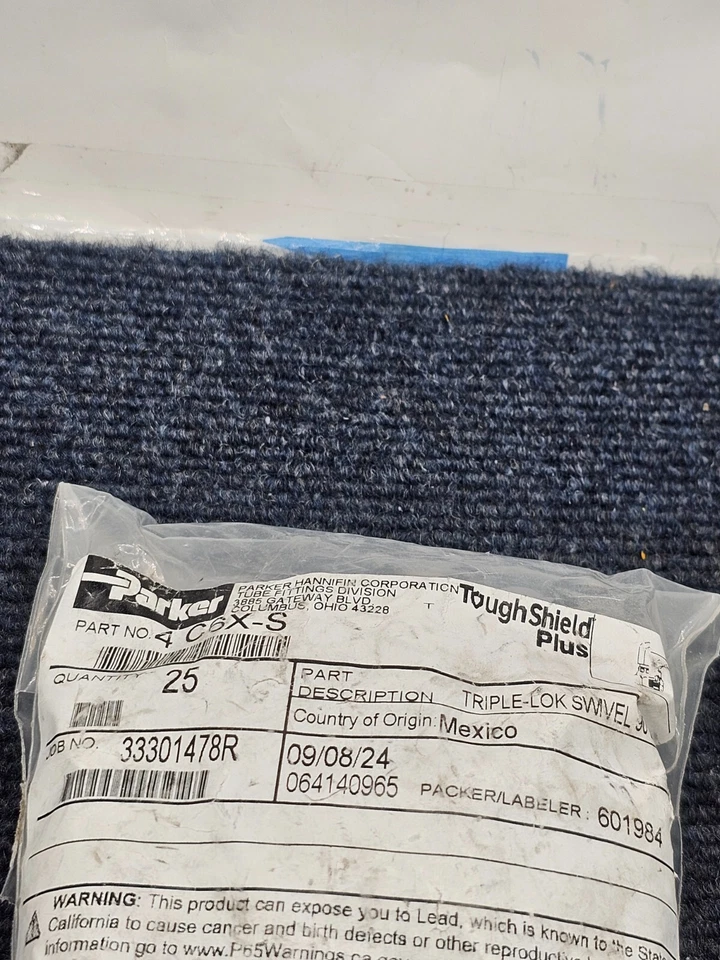 Parker
PARKER HANNIFIN CORPORATION
TUBE FITTINGS DIVISION
3885 GATEWAY BLVD
COLUMBUS, OHIO 43228
T
ToughShield
Plus
PART NO. 4 C6X-S
QUANTITY 25
PART
DESCRIPTION TRIPLE-LOK SWIVEL
Country of Origin: Mexico
JOB NO. 33301478R
09/08/24
064140965 PACKER/LABELER : 601984
WARNING: This product can expose you to Lead, which is known to the
California to cause cancer and birth defects or other
information go to www.P65Warnings.ca